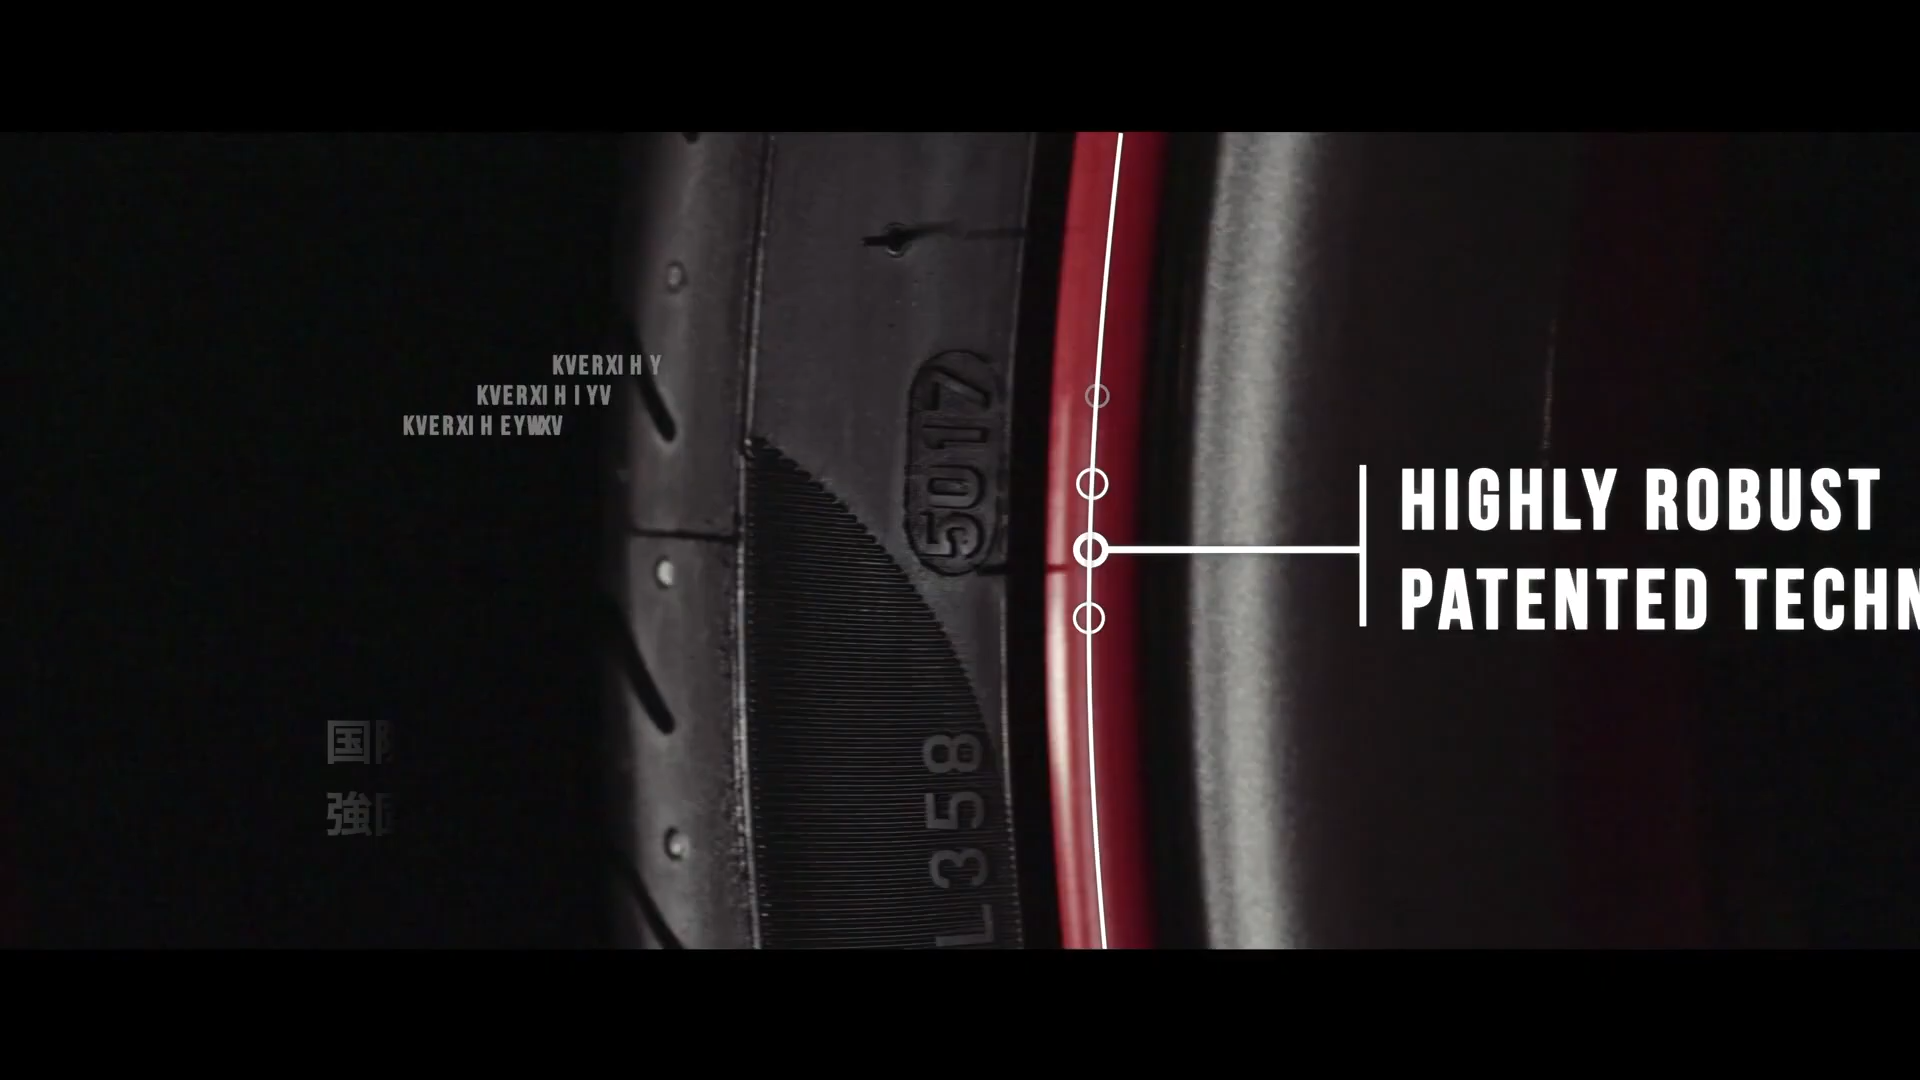 KVERXI H Y
KVERXI H I YV
KVERXI H EYWXV
5017
HIGHLY ROBUST
PATENTED TECHN
国
強
L358